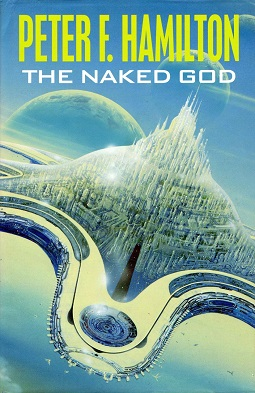 PETER F. HAMILTON
THE NAKED GOD